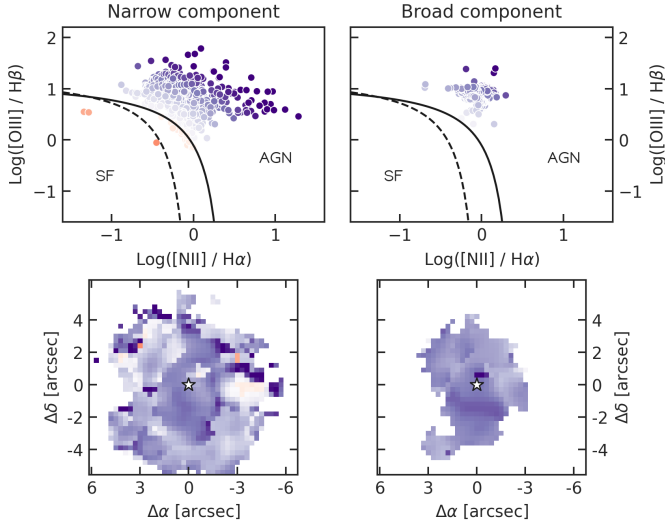 Narrow component
Broad component
Log([OIII] / Hβ)
2
1
0
−1
SF
AGN
−1
0
1
Log([NII] / Hα)
SF
AGN
−1
0
1
Log([NII] / Hα)
2
1
0
−1
Log([OIII] / Hβ)
Δδ [arcsec]
4
2
0
-2
-4
6
3
0
-3
-6
Δα [arcsec]
6
3
0
-3
-6
Δα [arcsec]
4
2
0
-2
-4
Δδ [arcsec]